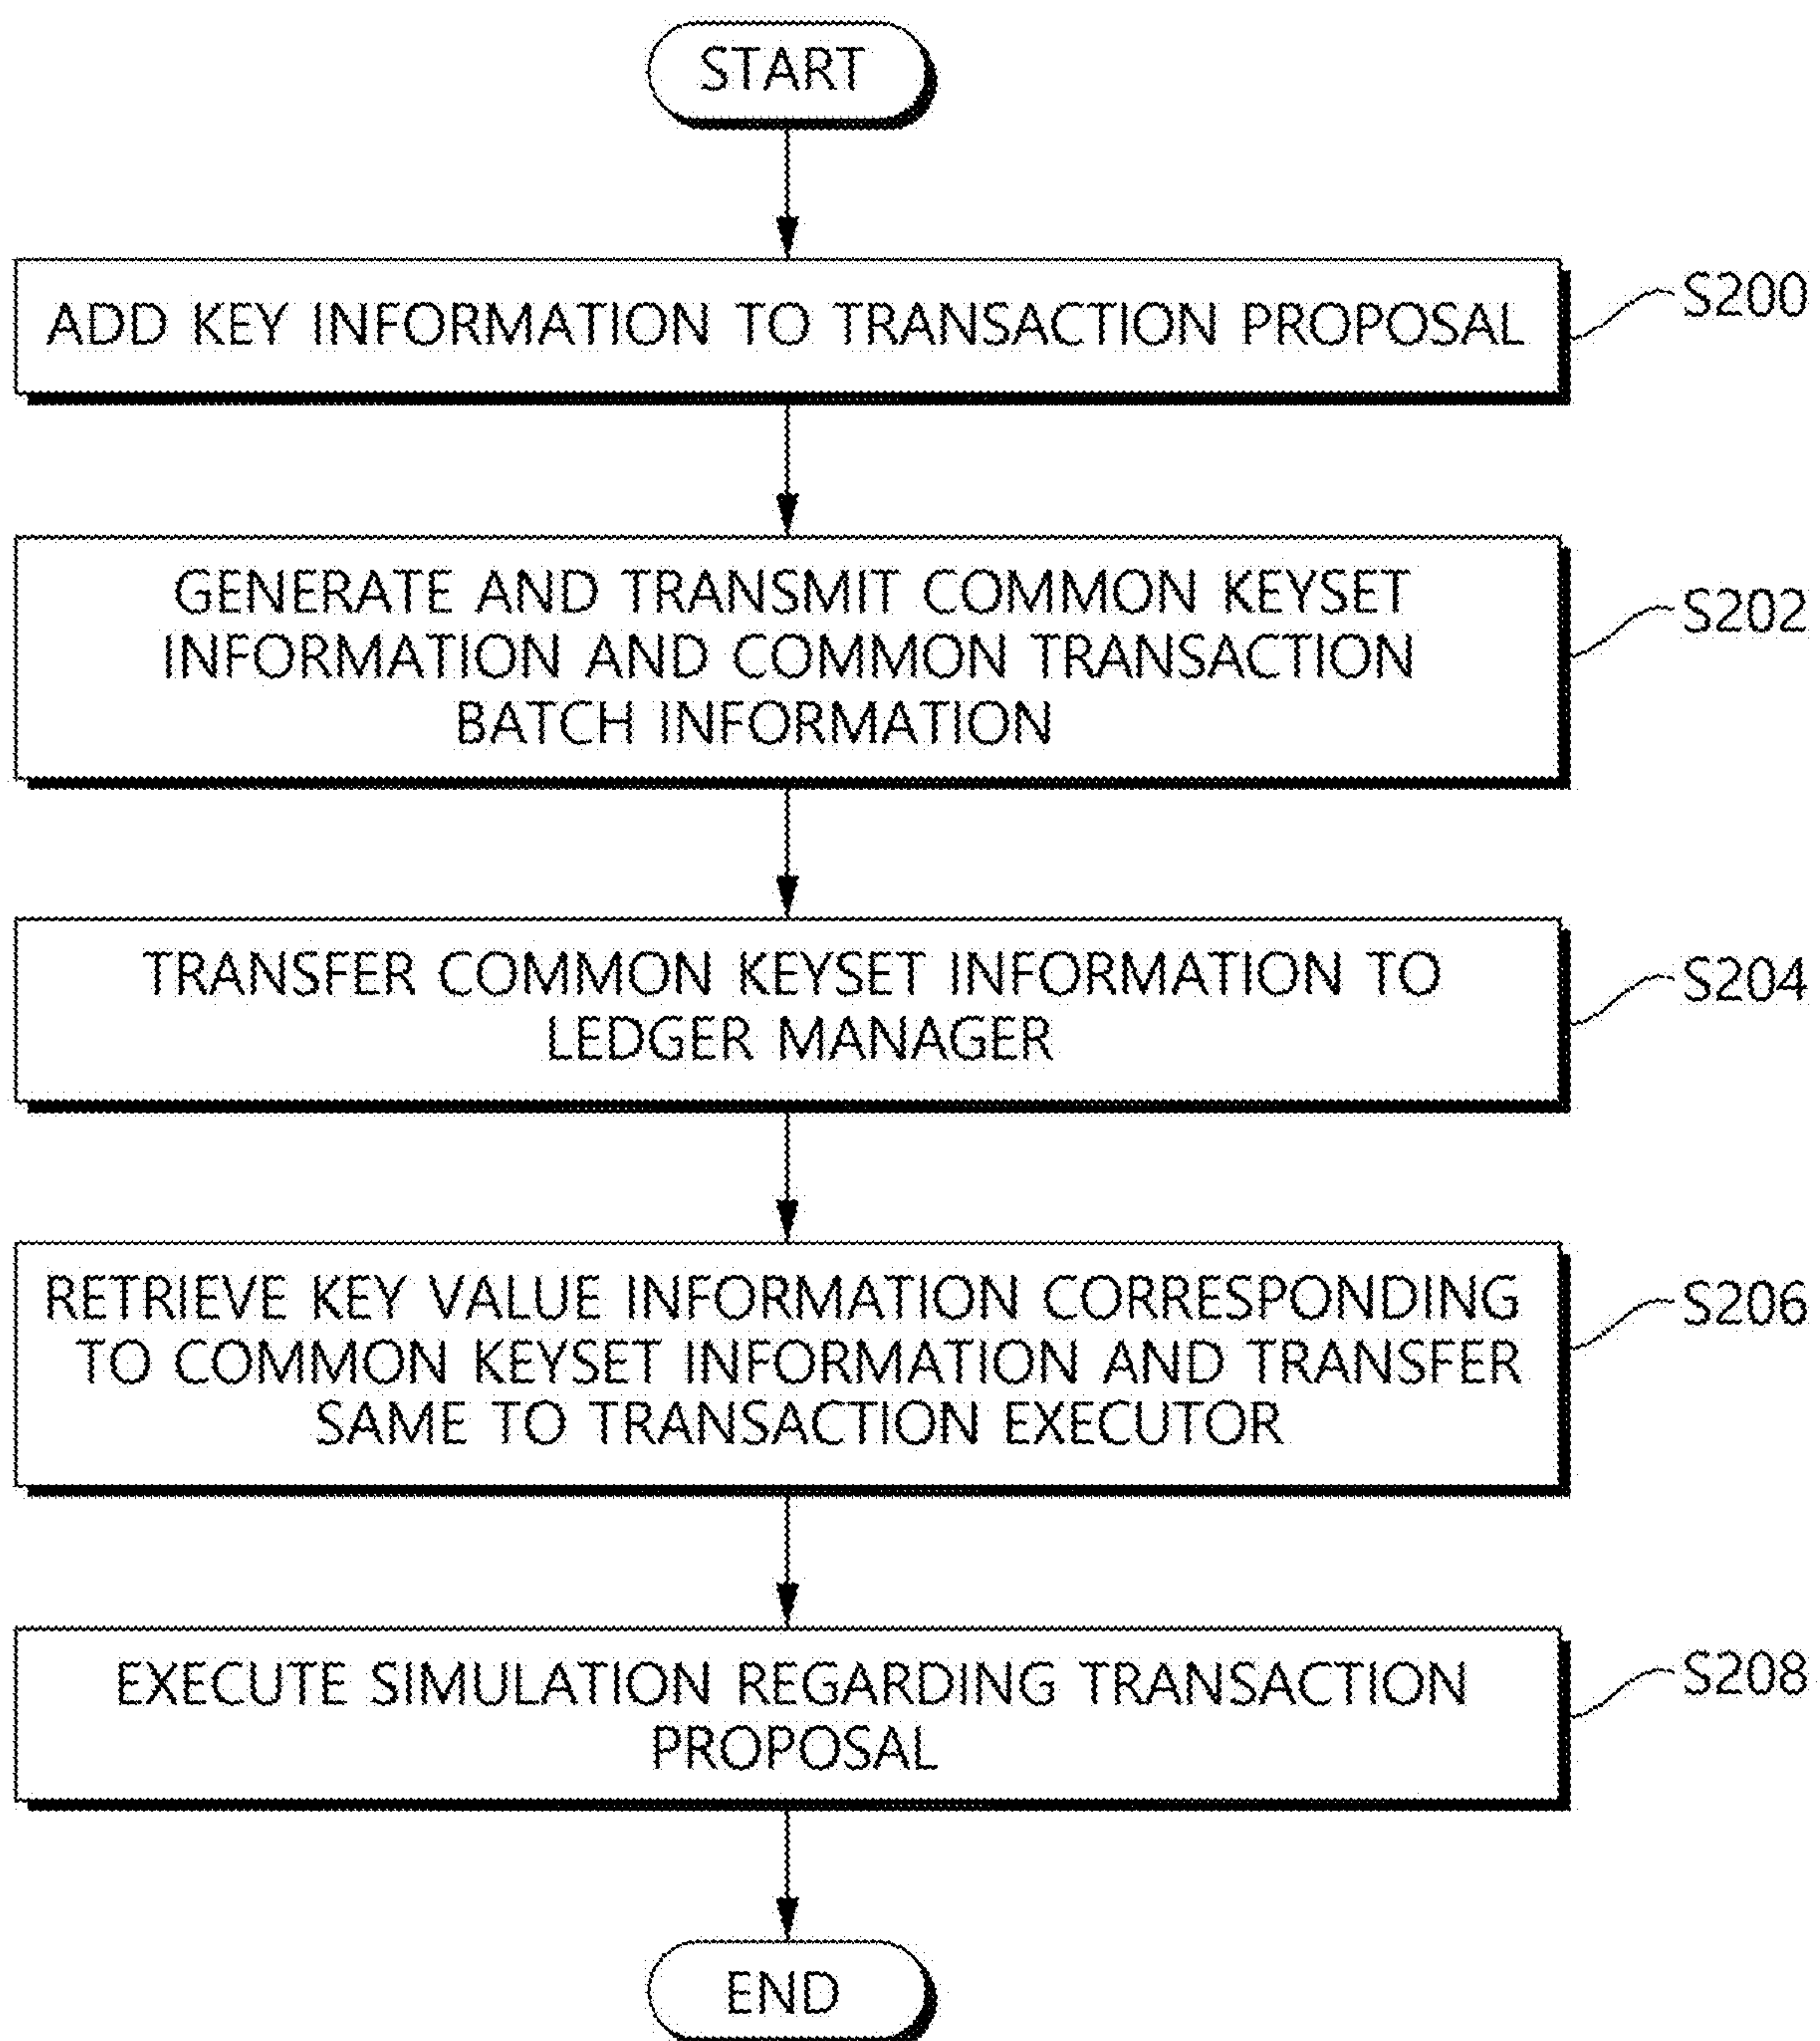 START
ADD KEY INFORMATION TO TRANSACTION PROPOSAL
S200
GENERATE AND TRANSMIT COMMON KEYSET
INFORMATION AND COMMON TRANSACTION
BATCH INFORMATION
S202
TRANSFER COMMON KEYSET INFORMATION TO
LEDGER MANAGER
S204
RETRIEVE KEY VALUE INFORMATION CORRESPONDING
TO COMMON KEYSET INFORMATION AND TRANSFER
SAME TO TRANSACTION EXECUTOR
S206
EXECUTE SIMULATION REGARDING TRANSACTION
PROPOSAL
S208
END